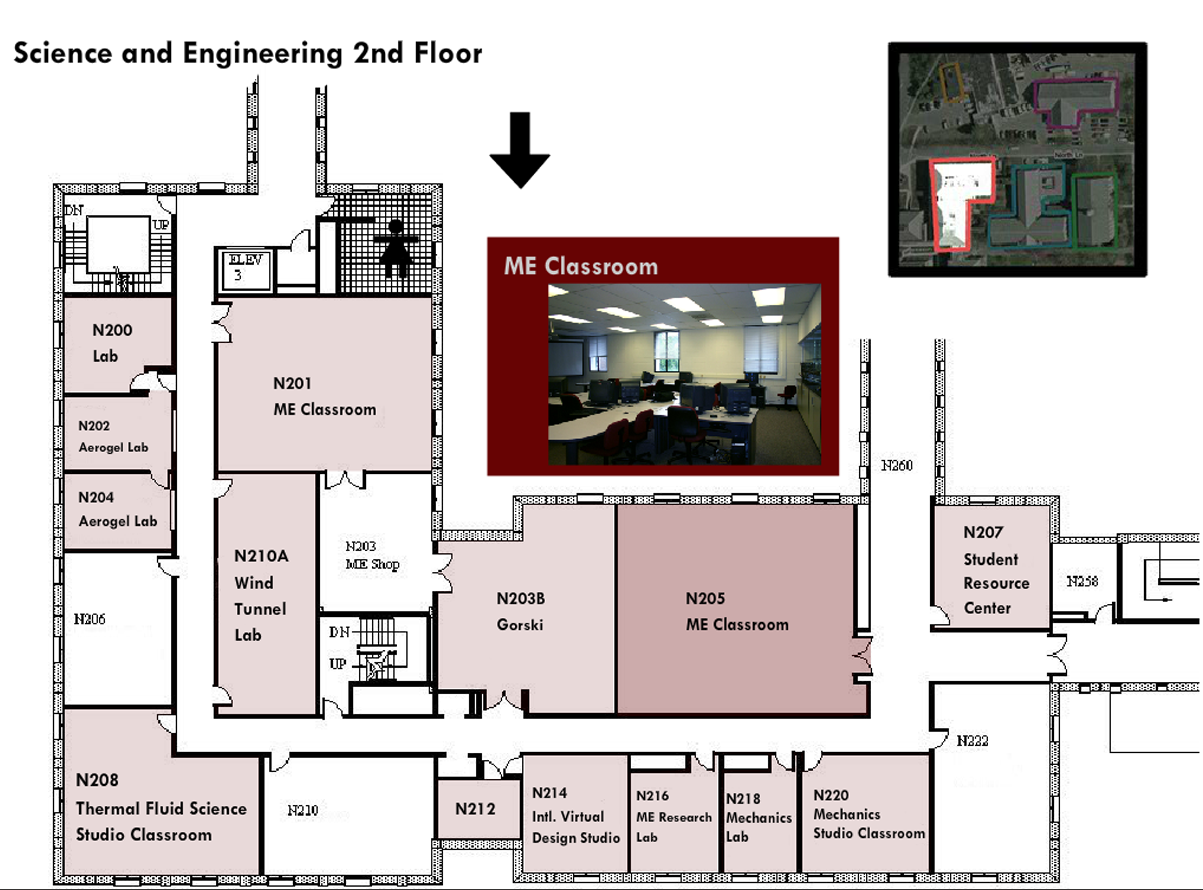 Science and Engineering 2nd Floor
North Ln
DN
UP
ELEV
3
ME Classroom
N200
Lab
N201
ME Classroom
N202
Aerogel Lab
N204
Aerogel Lab
N260
N210A
Wind
Tunnel
Lab
N203
ME Shop
N203B
Gorski
N205
ME Classroom
N207
Student
Resource
Center
N258
N206
DN
UP
N208
Thermal Fluid Science
Studio Classroom
N210
N212
N214
Intl. Virtual
Design Studio
N216
ME Research
Lab
N218
Mechanics
Lab
N220
Mechanics
Studio Classroom
N222